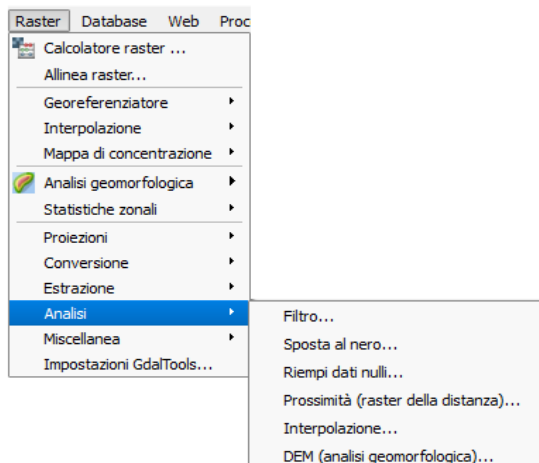 Raster Database Web Proc
Calcolatore raster ...
Allinea raster...
Georeferenziatore
Interpolazione
Mappa di concentrazione
Analisi geomorfologica
Statistiche zonali
Proiezioni
Conversione
Estrazione
Analisi
Miscellanea
Impostazioni GdalTools...
Filtro...
Sposta al nero...
Riempi dati nulli...
Prossimità (raster della distanza)...
Interpolazione...
DEM (analisi geomorfologica)...